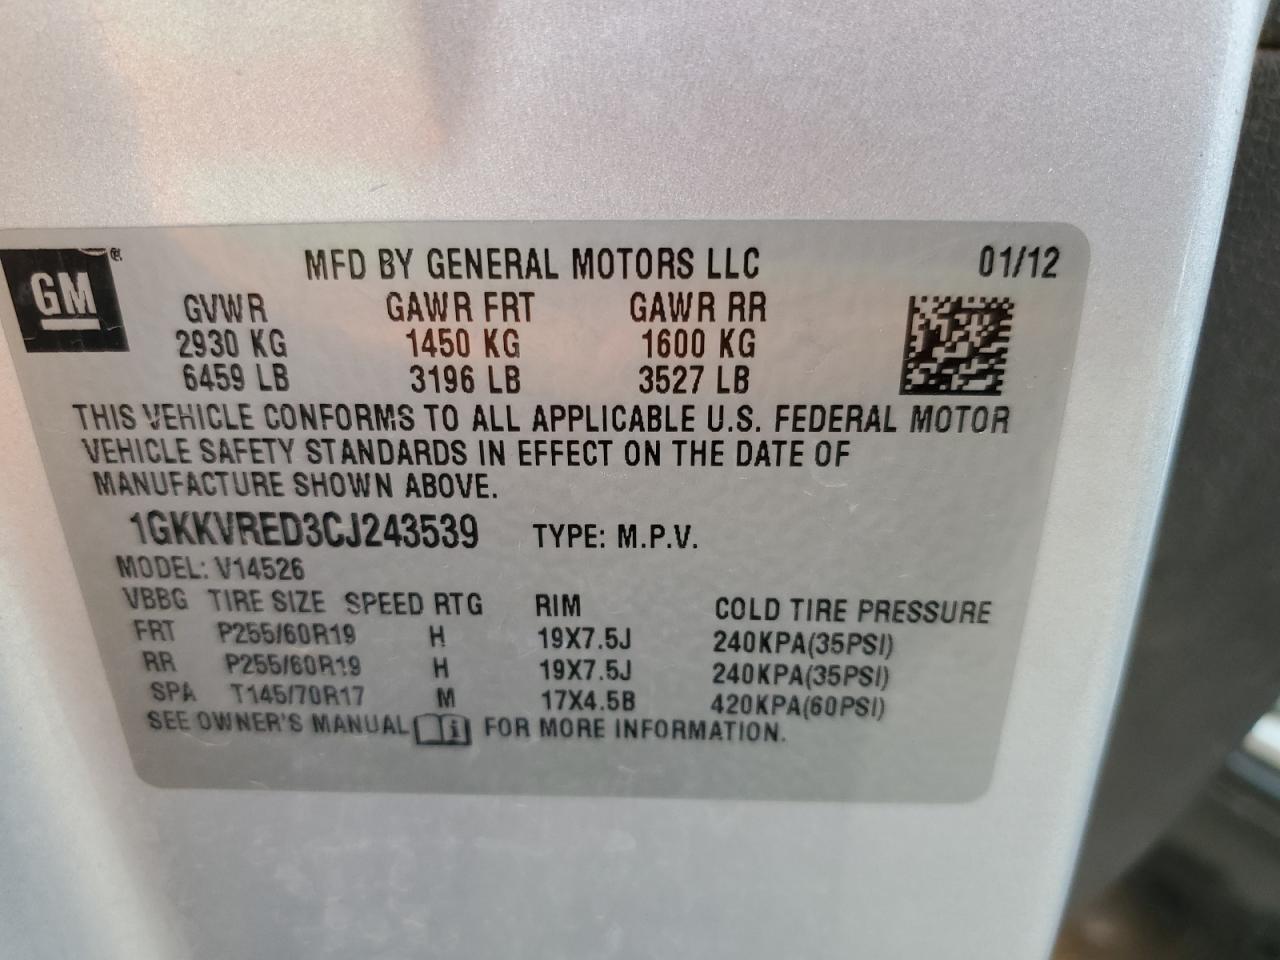 GM ®
MFD BY GENERAL MOTORS LLC 01/12
GVWR GAWR FRT GAWR RR
2930 KG 1450 KG 1600 KG
6459 LB 3196 LB 3527 LB
THIS VEHICLE CONFORMS TO ALL APPLICABLE U.S. FEDERAL MOTOR
VEHICLE SAFETY STANDARDS IN EFFECT ON THE DATE OF
MANUFACTURE SHOWN ABOVE.
1GKKVRED3CJ243539 TYPE: M.P.V.
MODEL: V14526
VBBG TIRE SIZE SPEED RTG RIM COLD TIRE PRESSURE
FRT P255/60R19 H 19X7.5J 240KPA(35PSI)
RR P255/60R19 H 19X7.5J 240KPA(35PSI)
SPA T145/70R17 M 17X4.5B 420KPA(60PSI)
SEE OWNER'S MANUAL i FOR MORE INFORMATION.